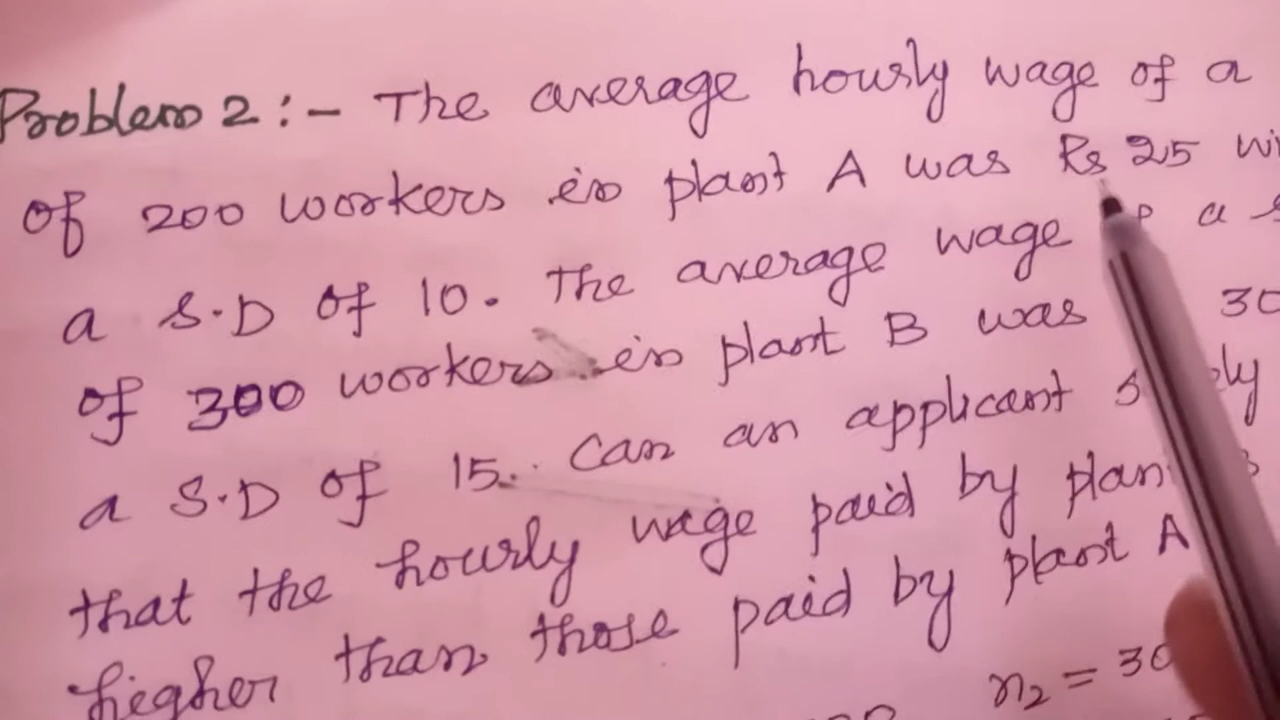 Problem 2 :- The average hourly wage of a
of 200 workers in plant A was Rs 25
a S.D of 10. The average wage a
of 300 workers in plant B was 30
a S.D of 15. Can an applicant
that the hourly wage paid by
higher than those paid by plant A
n₂ = 30